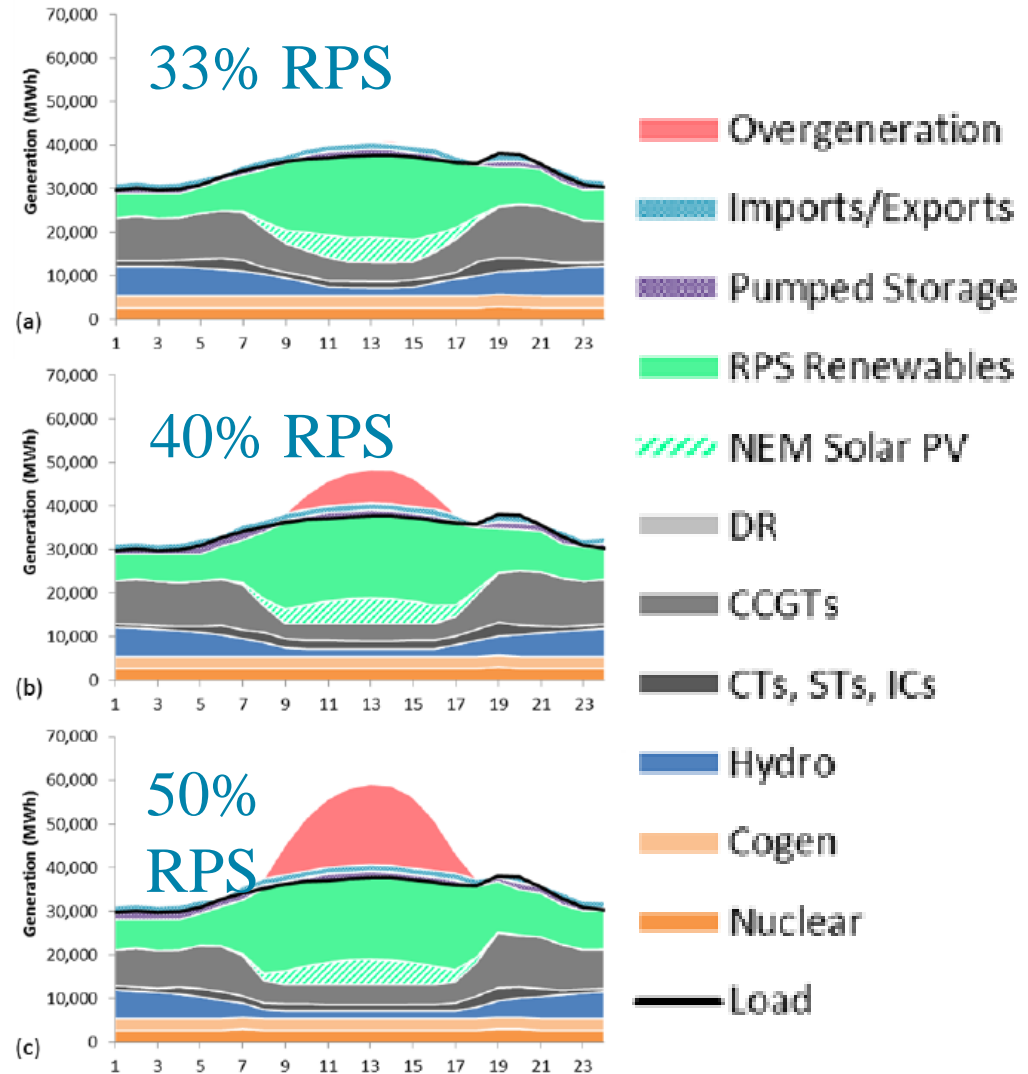 70,000
60,000
50,000
40,000
30,000
20,000
10,000
0
Generation (MWh)
33% RPS
(a)
1 3 5 7 9 11 13 15 17 19 21 23
70,000
60,000
50,000
40,000
30,000
20,000
10,000
0
Generation (MWh)
40% RPS
(b)
1 3 5 7 9 11 13 15 17 19 21 23
70,000
60,000
50,000
40,000
30,000
20,000
10,000
0
Generation (MWh)
50%
RPS
(c)
1 3 5 7 9 11 13 15 17 19 21 23
Overgeneration
Imports/Exports
Pumped Storage
RPS Renewables
NEM Solar PV
DR
CCGTs
CTs, STs, ICs
Hydro
Cogen
Nuclear
Load